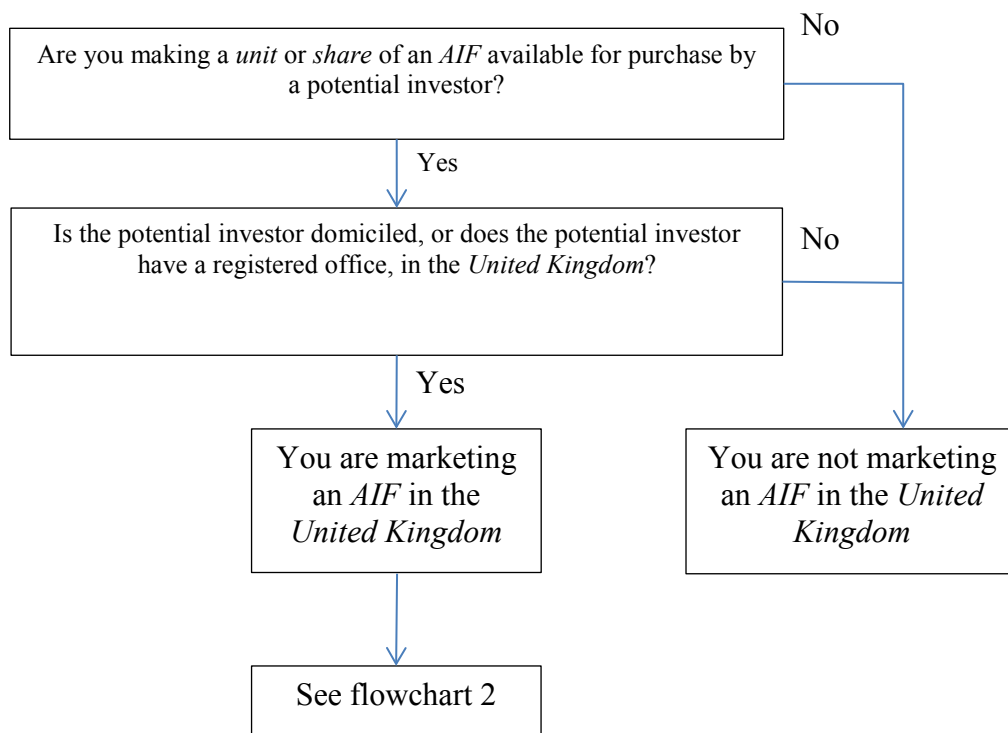 No
Are you making a unit or share of an AIF available for purchase by
a potential investor?
Yes
Is the potential investor domiciled, or does the potential investor
have a registered office, in the United Kingdom?
No
Yes
You are marketing
an AIF in the
United Kingdom
You are not marketing
an AIF in the United
Kingdom
See flowchart 2